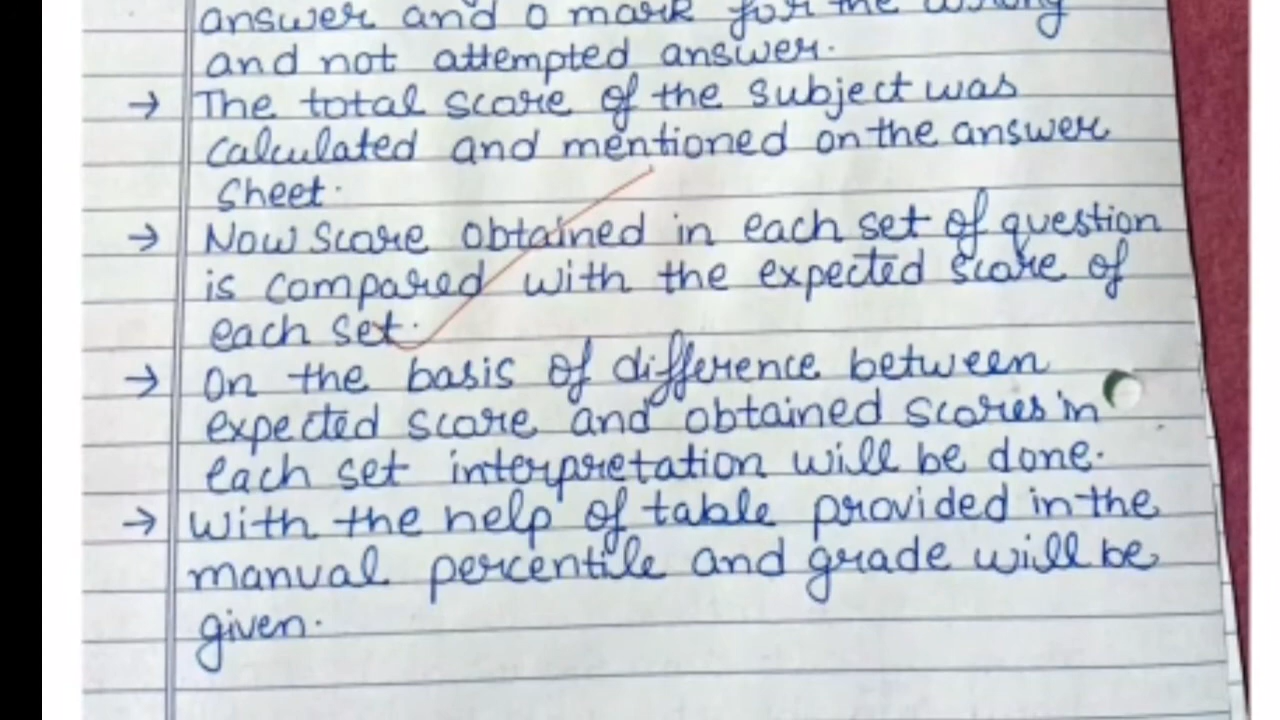 answer and 0 mark for the wrong
and not attempted answer.
→ The total score of the subject was
calculated and mentioned on the answer
sheet.
→ Now score obtained in each set of question
is compared with the expected score of
each set.
→ On the basis of difference between
expected score and obtained scores in
each set interpretation will be done.
→ With the help of table provided in the
manual percentile and grade will be
given.